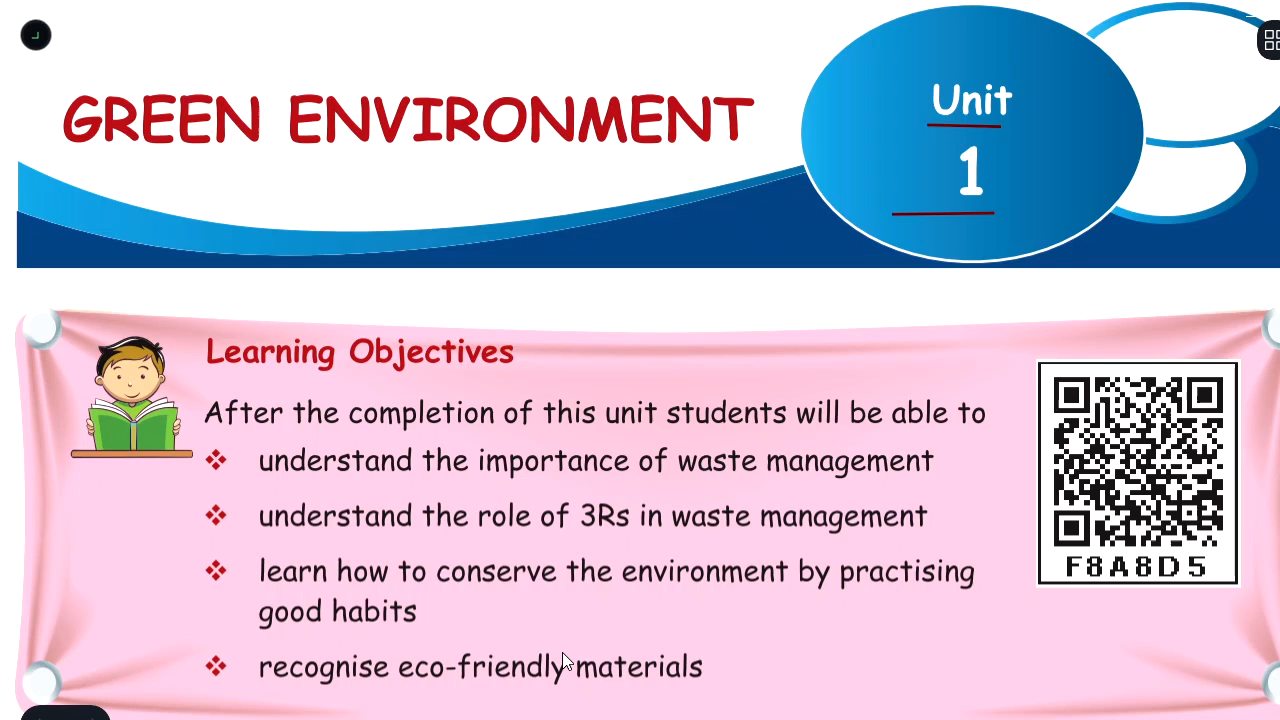 GREEN ENVIRONMENT
Unit
1
Learning Objectives
After the completion of this unit students will be able to
❖ understand the importance of waste management
❖ understand the role of 3Rs in waste management
❖ learn how to conserve the environment by practising
good habits
❖ recognise eco-friendly materials
F8A8D5